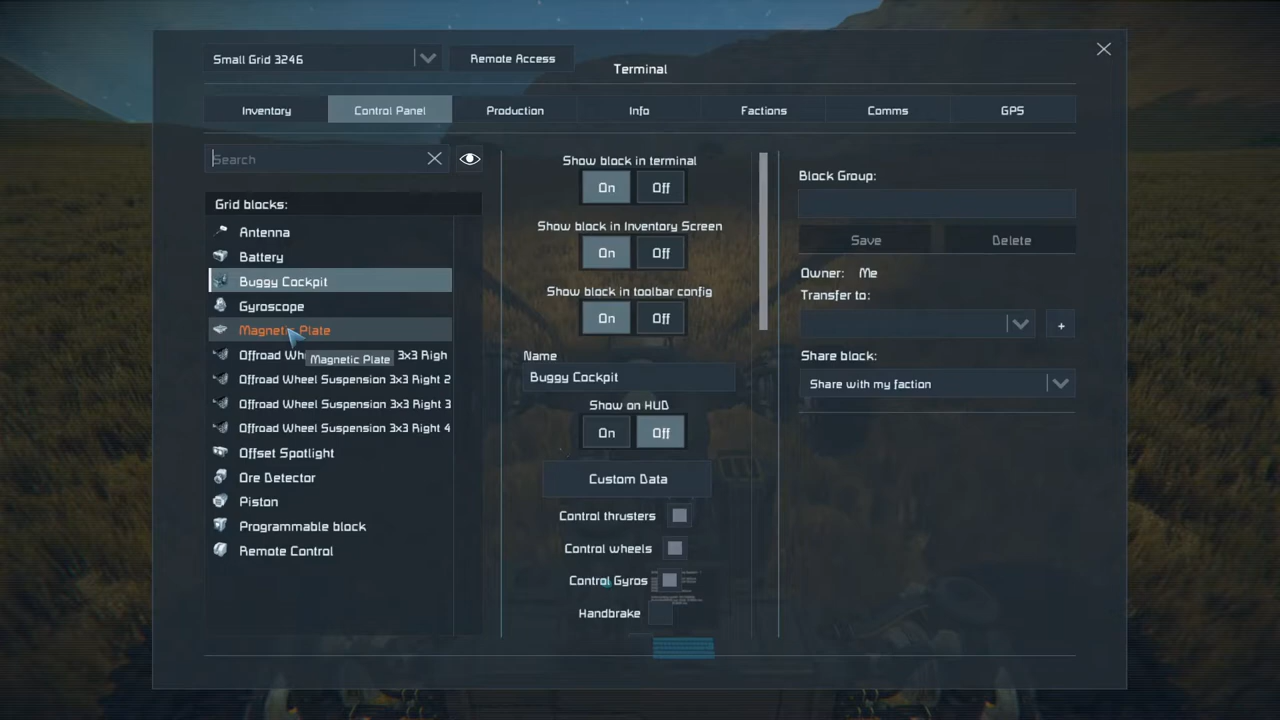 Small Grid 3246
Remote Access
Terminal
Inventory
Control Panel
Production
Info
Factions
Comms
GPS
Search
Grid blocks:
Antenna
Battery
Buggy Cockpit
Gyroscope
Magnetic Plate
Offroad Wh 3x3 Righ
Magnetic Plate
Offroad Wheel Suspension 3x3 Right 2
Offroad Wheel Suspension 3x3 Right 3
Offroad Wheel Suspension 3x3 Right 4
Offset Spotlight
Ore Detector
Piston
Programmable block
Remote Control
Show block in terminal
On Off
Show block in Inventory Screen
On Off
Show block in toolbar config
On Off
Name
Buggy Cockpit
Show on HUD
On Off
Custom Data
Control thrusters
Control wheels
Control Gyros
Handbrake
Block Group:
Save
Delete
Owner: Me
Transfer to:
+
Share block:
Share with my faction